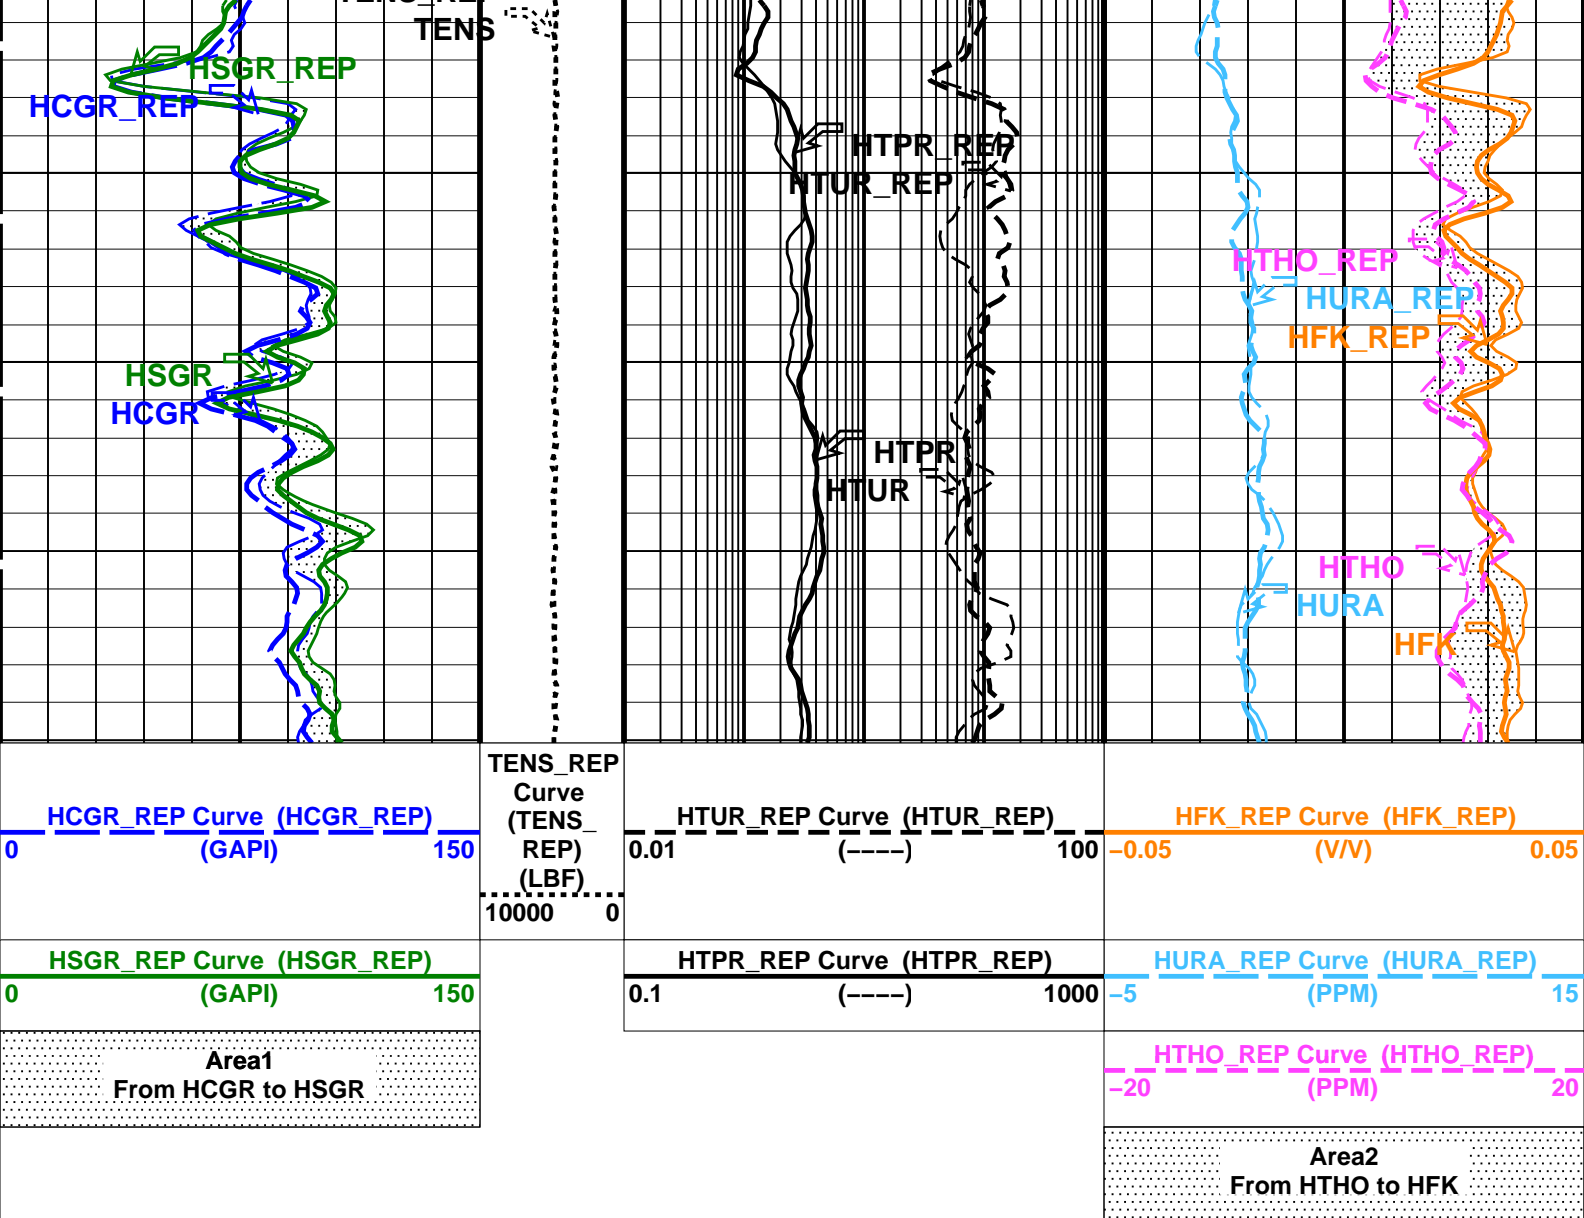 TENS_REP
TENS
HSGR_REP
HCGR_REP
HTPR_REP
HTUR_REP
HTHO_REP
HURA_REP
HFK_REP
HSGR
HCGR
HTPR
HTUR
HTHO
HURA
HFK
HCGR_REP Curve (HCGR_REP)
0 (GAPI) 150
TENS_REP
Curve
(TENS_
REP)
(LBF)
10000 0
HTUR_REP Curve (HTUR_REP)
0.01 (----) 100
HFK_REP Curve (HFK_REP)
-0.05 (V/V) 0.05
HSGR_REP Curve (HSGR_REP)
0 (GAPI) 150
HTPR_REP Curve (HTPR_REP)
0.1 (----) 1000
HURA_REP Curve (HURA_REP)
-5 (PPM) 15
Area1
From HCGR to HSGR
HTHO_REP Curve (HTHO_REP)
-20 (PPM) 20
Area2
From HTHO to HFK